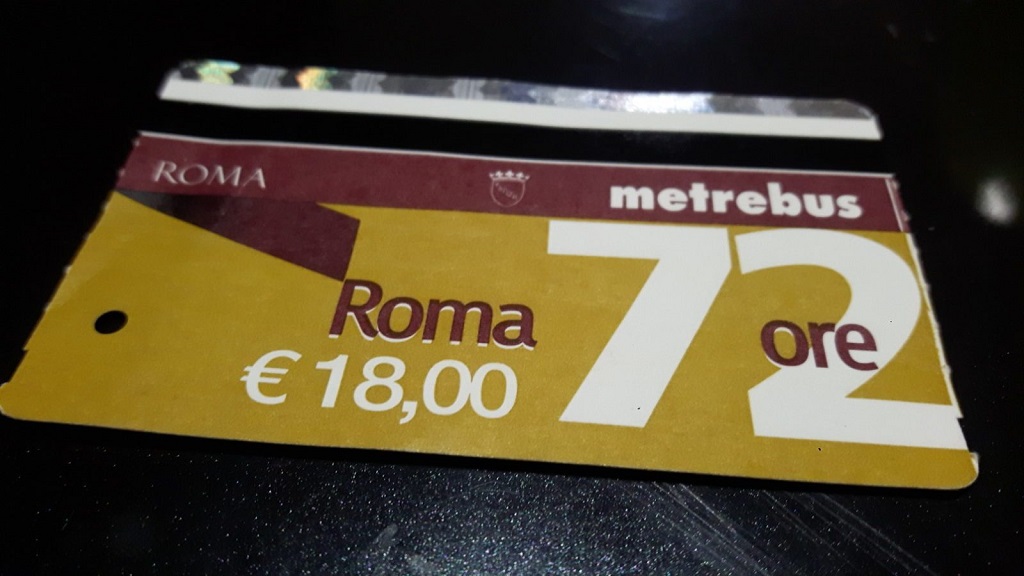 ROMA metrebus
72
Roma ore
€ 18,00